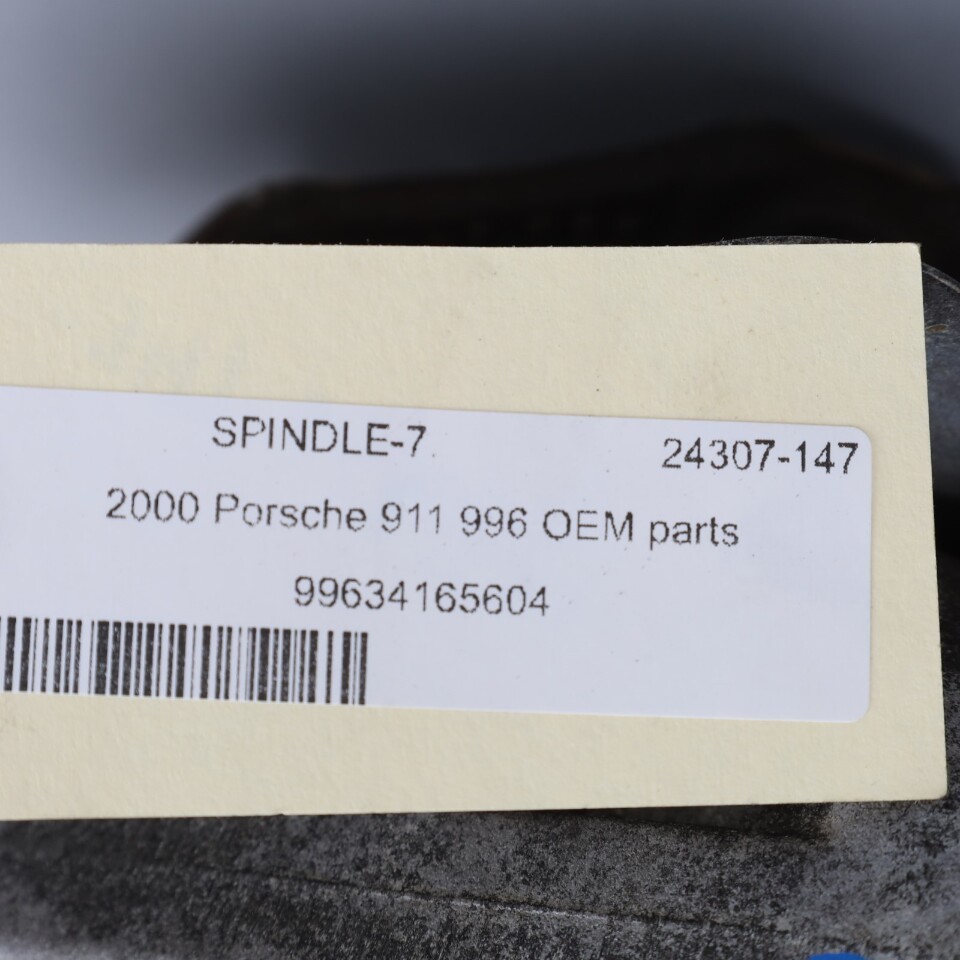 SPINDLE-7 24307-147
2000 Porsche 911 996 OEM parts
99634165604